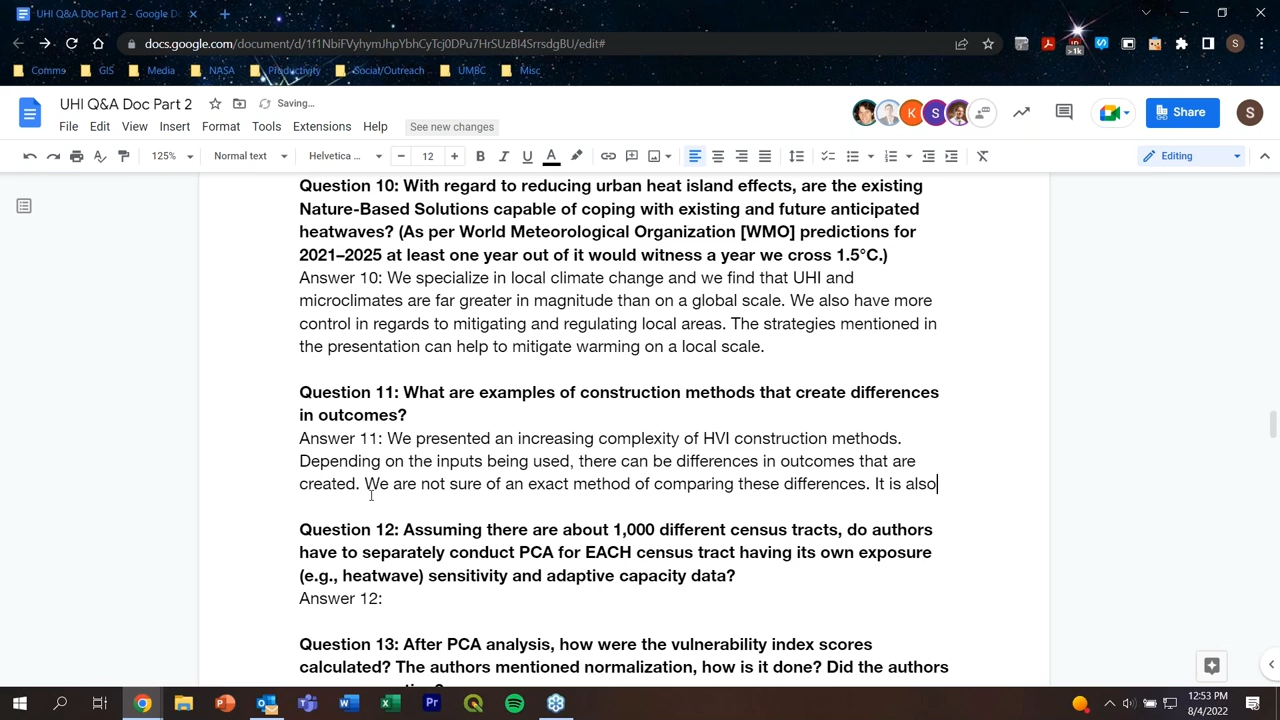 UHI Q&A Doc Part 2 - Google Do
docs.google.com/document/d/1f1NbiFVyhymJhpYbhCyTcj0DPu7HrSUzBI4SrrsdgBU/edit#
>1k
S
Comms GIS Media NASA Productivity Social/Outreach UMBC Misc
UHI Q&A Doc Part 2 Saving…
K S Share S
File Edit View Insert Format Tools Extensions Help See new changes
125% Normal text Helvetica ... 12 B I U A Editing
Question 10: With regard to reducing urban heat island effects, are the existing
Nature-Based Solutions capable of coping with existing and future anticipated
heatwaves? (As per World Meteorological Organization [WMO] predictions for
2021–2025 at least one year out of it would witness a year we cross 1.5°C.)
Answer 10: We specialize in local climate change and we find that UHI and
microclimates are far greater in magnitude than on a global scale. We also have more
control in regards to mitigating and regulating local areas. The strategies mentioned in
the presentation can help to mitigate warming on a local scale.
Question 11: What are examples of construction methods that create differences
in outcomes?
Answer 11: We presented an increasing complexity of HVI construction methods.
Depending on the inputs being used, there can be differences in outcomes that are
created. We are not sure of an exact method of comparing these differences. It is also
Question 12: Assuming there are about 1,000 different census tracts, do authors
have to separately conduct PCA for EACH census tract having its own exposure
(e.g., heatwave) sensitivity and adaptive capacity data?
Answer 12:
Question 13: After PCA analysis, how were the vulnerability index scores
calculated? The authors mentioned normalization, how is it done? Did the authors
12:53 PM
8/4/2022